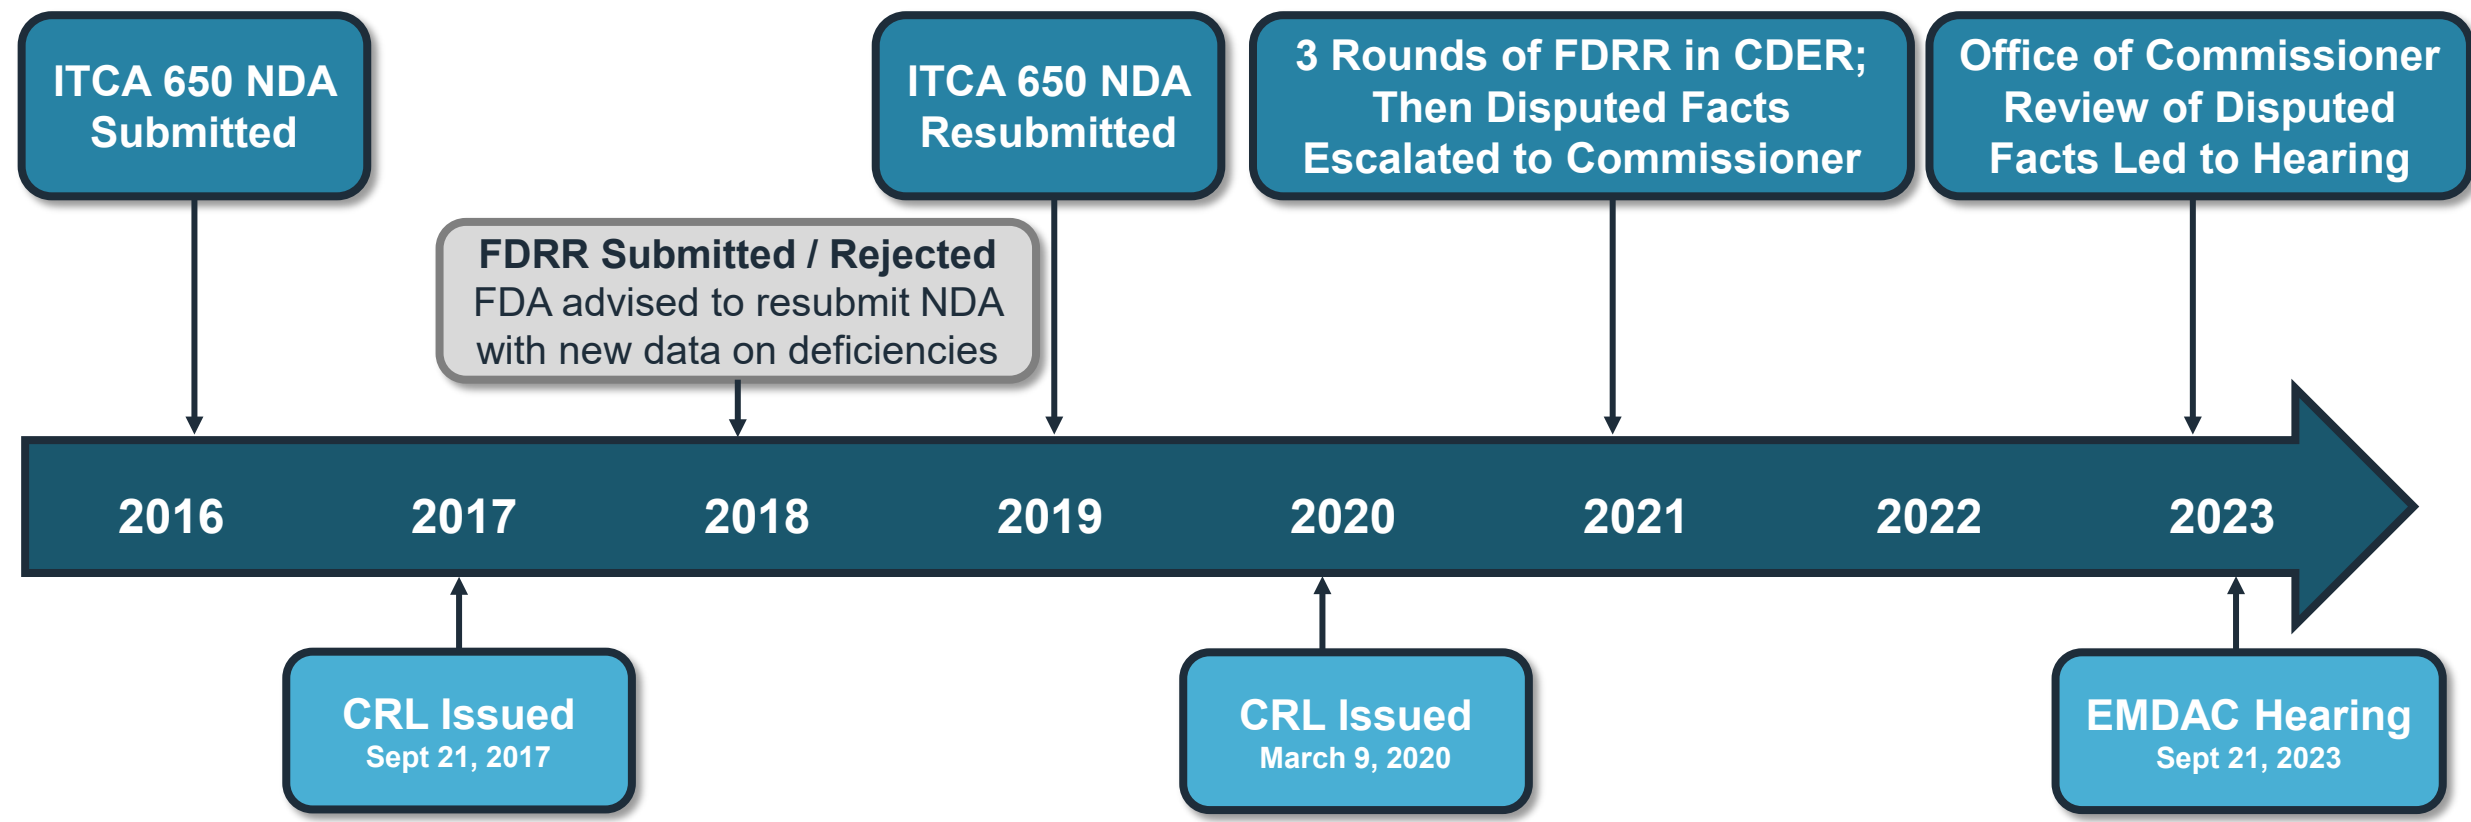 ITCA 650 NDA
Submitted
ITCA 650 NDA
Resubmitted
3 Rounds of FDRR in CDER;
Then Disputed Facts
Escalated to Commissioner
Office of Commissioner
Review of Disputed
Facts Led to Hearing
FDRR Submitted / Rejected
FDA advised to resubmit NDA
with new data on deficiencies
2016
2017
2018
2019
2020
2021
2022
2023
CRL Issued
Sept 21, 2017
CRL Issued
March 9, 2020
EMDAC Hearing
Sept 21, 2023